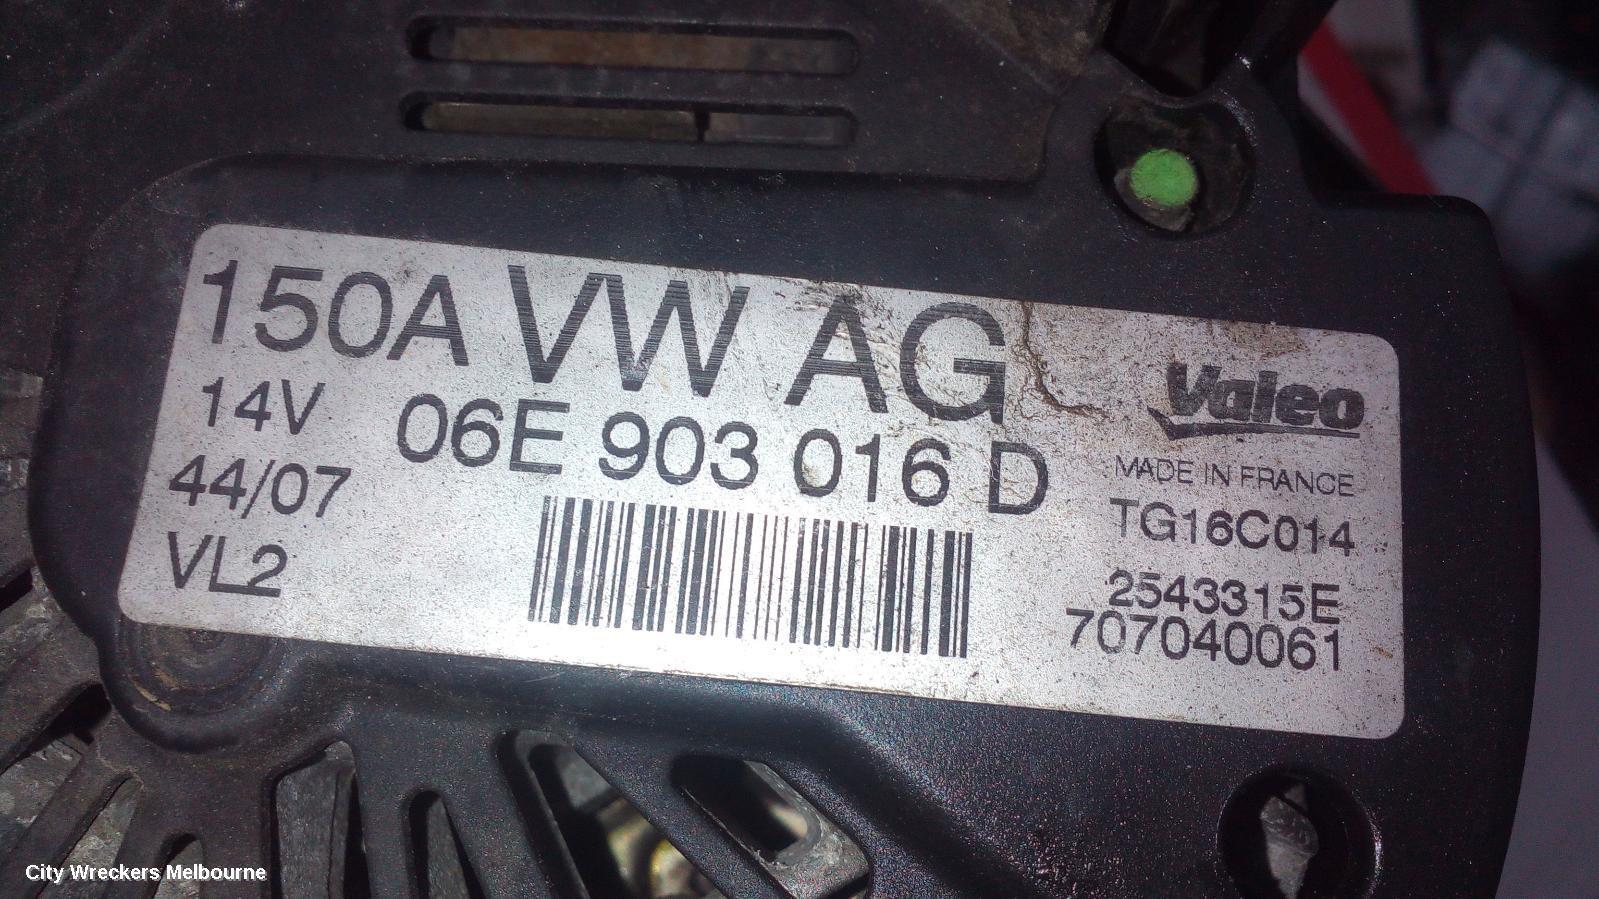 150A VW AG
14V 06E 903 016 D
44/07
VL2
Valeo
MADE IN FRANCE
TG16C014
2543315E
707040061
City Wreckers Melbourne